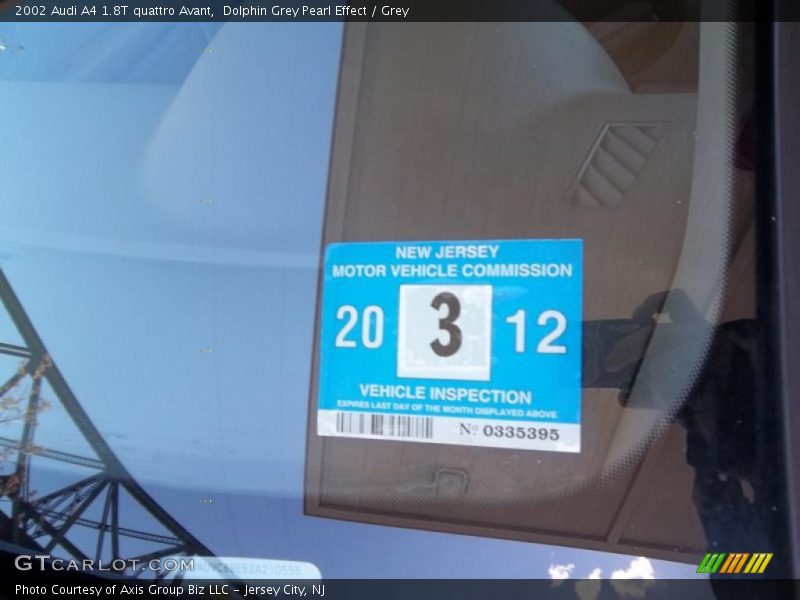 2002 Audi A4 1.8T quattro Avant, Dolphin Grey Pearl Effect / Grey
NEW JERSEY
MOTOR VEHICLE COMMISSION
20 3 12
VEHICLE INSPECTION
EXPIRES LAST DAY OF THE MONTH DISPLAYED ABOVE
Nº 0335395
GTCARLOT.COM
Photo Courtesy of Axis Group Biz LLC - Jersey City, NJ